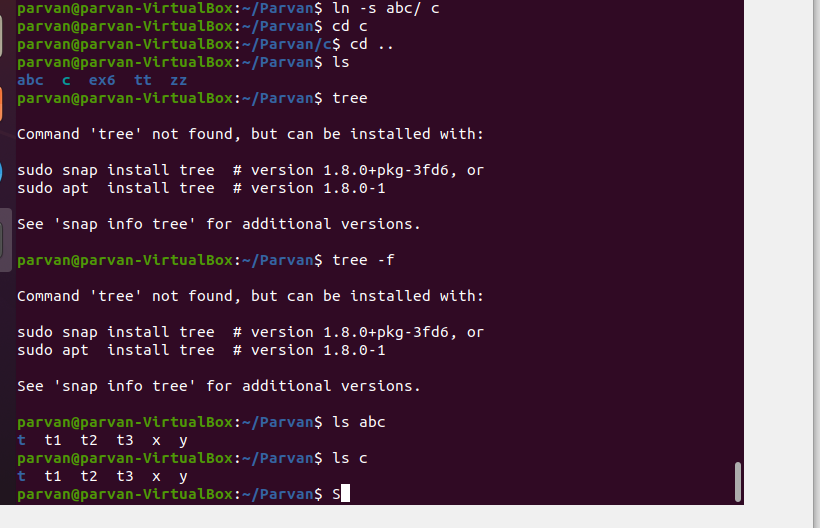 parvan@parvan-VirtualBox:~/Parvan$ ln -s abc/ c
parvan@parvan-VirtualBox:~/Parvan$ cd c
parvan@parvan-VirtualBox:~/Parvan/c$ cd ..
parvan@parvan-VirtualBox:~/Parvan$ ls
abc  c  ex6  tt  zz
parvan@parvan-VirtualBox:~/Parvan$ tree
Command 'tree' not found, but can be installed with:
sudo snap install tree  # version 1.8.0+pkg-3fd6, or
sudo apt  install tree  # version 1.8.0-1
See 'snap info tree' for additional versions.
parvan@parvan-VirtualBox:~/Parvan$ tree -f
Command 'tree' not found, but can be installed with:
sudo snap install tree  # version 1.8.0+pkg-3fd6, or
sudo apt  install tree  # version 1.8.0-1
See 'snap info tree' for additional versions.
parvan@parvan-VirtualBox:~/Parvan$ ls abc
t  t1  t2  t3  x  y
parvan@parvan-VirtualBox:~/Parvan$ ls c
t  t1  t2  t3  x  y
parvan@parvan-VirtualBox:~/Parvan$ S